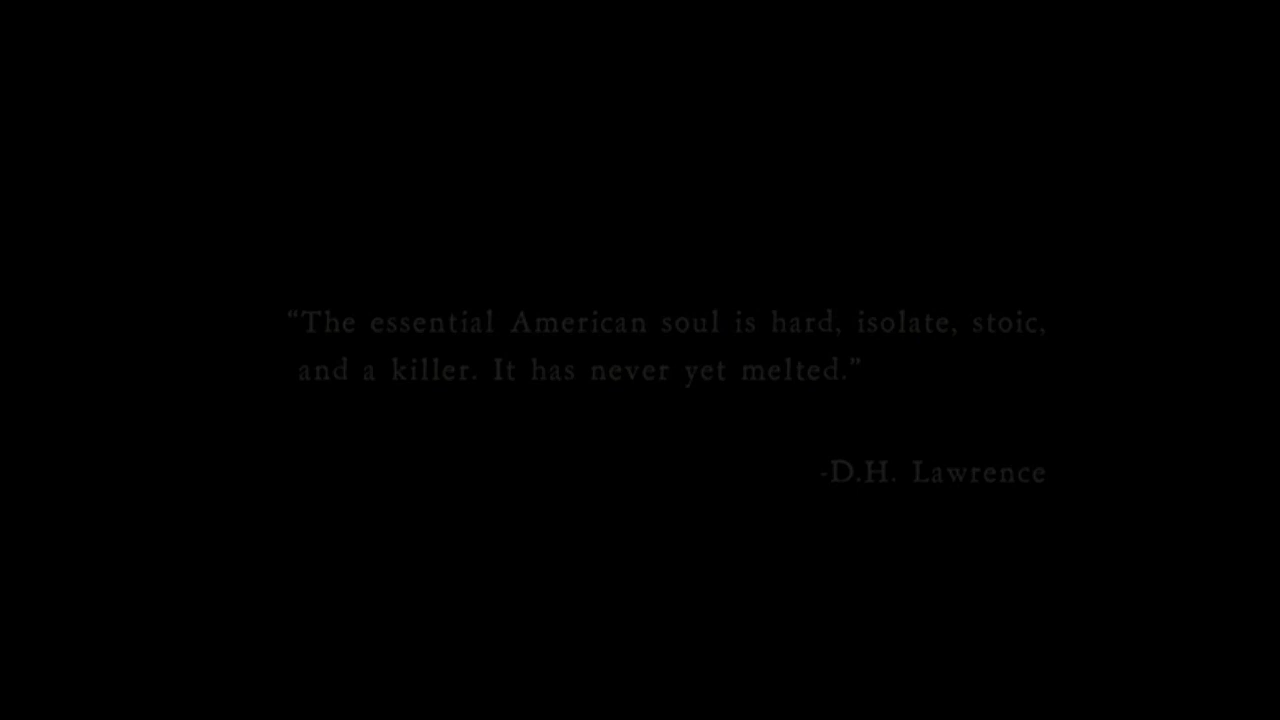 “The essential American soul is hard, isolate, stoic,
and a killer. It has never yet melted.”
-D.H. Lawrence